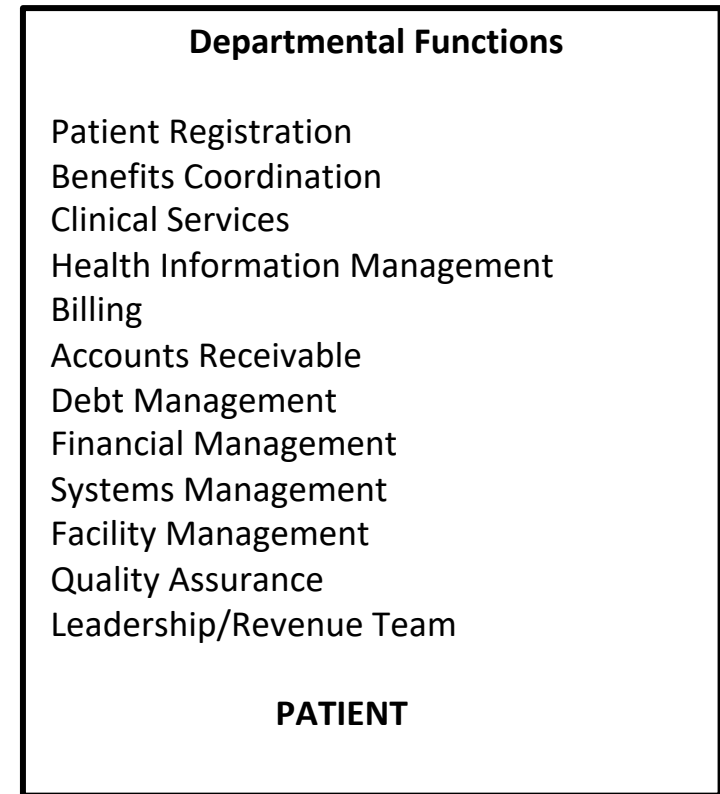 Departmental Functions
Patient Registration
Benefits Coordination
Clinical Services
Health Information Management
Billing
Accounts Receivable
Debt Management
Financial Management
Systems Management
Facility Management
Quality Assurance
Leadership/Revenue Team
PATIENT